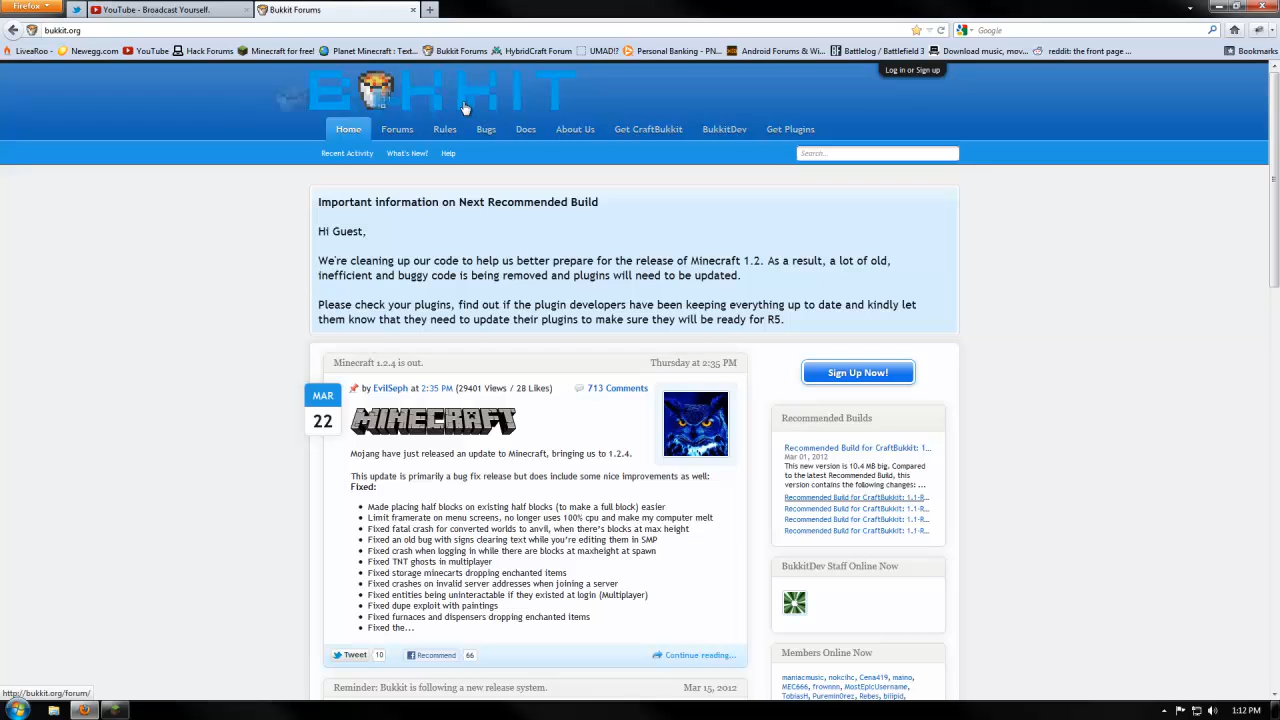 Firefox
YouTube - Broadcast Yourself.
Bukkit Forums
bukkit.org
Google
LiveaRoo
Newegg.com
YouTube
Hack Forums
Minecraft for free!
Planet Minecraft : Text...
Bukkit Forums
HybridCraft Forum
UMAD!?
Personal Banking - PN...
Android Forums & Wi...
Battlelog / Battlefield 3
Download music, mov...
reddit: the front page ...
Bookmarks
Log in or Sign up
BUKKIT
Home
Forums
Rules
Bugs
Docs
About Us
Get CraftBukkit
BukkitDev
Get Plugins
Recent Activity
What's New?
Help
Search...
Important information on Next Recommended Build
Hi Guest,
We're cleaning up our code to help us better prepare for the release of Minecraft 1.2. As a result, a lot of old,
inefficient and buggy code is being removed and plugins will need to be updated.
Please check your plugins, find out if the plugin developers have been keeping everything up to date and kindly let
them know that they need to update their plugins to make sure they will be ready for R5.
Minecraft 1.2.4 is out.
Thursday at 2:35 PM
MAR
22
by EvilSeph at 2:35 PM (29401 Views / 28 Likes)
713 Comments
MINECRAFT
Mojang have just released an update to Minecraft, bringing us to 1.2.4.
This update is primarily a bug fix release but does include some nice improvements as well:
Fixed:
• Made placing half blocks on existing half blocks (to make a full block) easier
• Limit framerate on menu screens, no longer uses 100% cpu and make my computer melt
• Fixed fatal crash for converted worlds to anvil, when there's blocks at max height
• Fixed an old bug with signs clearing text while you're editing them in SMP
• Fixed crash when logging in while there are blocks at maxheight at spawn
• Fixed TNT ghosts in multiplayer
• Fixed storage minecarts dropping enchanted items
• Fixed crashes on invalid server addresses when joining a server
• Fixed entities being uninteractable if they existed at login (Multiplayer)
• Fixed dupe exploit with paintings
• Fixed furnaces and dispensers dropping enchanted items
• Fixed the...
Tweet
10
Recommend
66
Continue reading...
Reminder: Bukkit is following a new release system.
Mar 15, 2012
Sign Up Now!
Recommended Builds
Recommended Build for CraftBukkit: 1...
Mar 01, 2012
This new version is 10.4 MB big. Compared
to the latest Recommended Build, this
version contains the following changes: ...
Recommended Build for CraftBukkit: 1.1-R...
Recommended Build for CraftBukkit: 1.1-R...
Recommended Build for CraftBukkit: 1.1-R...
Recommended Build for CraftBukkit: 1.1-R...
BukkitDev Staff Online Now
Members Online Now
maniacmusic, nokcihc, Cena419, maino,
MEC666, frownnn, MostEpicUsername,
TobiasH, Puremin0rez, Rebes, bilipid,
http://bukkit.org/forum/
1:12 PM